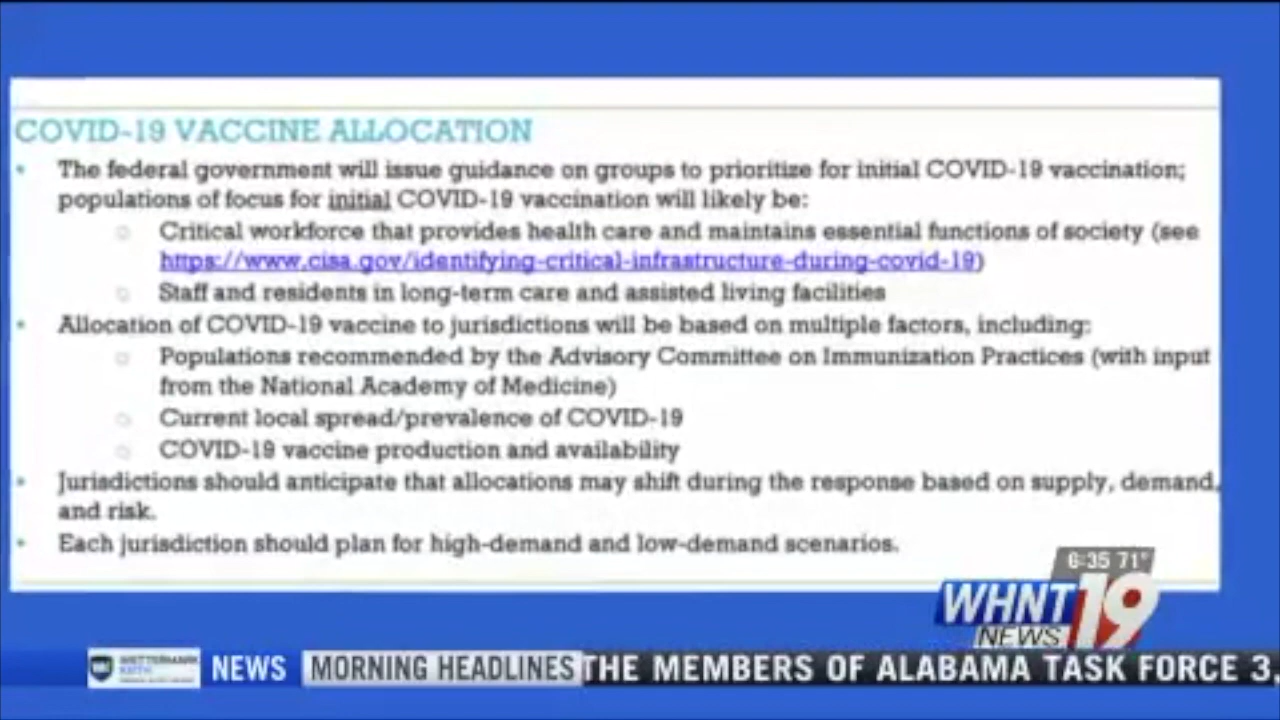 COVID-19 VACCINE ALLOCATION
• The federal government will issue guidance on groups to prioritize for initial COVID-19 vaccination;
populations of focus for initial COVID-19 vaccination will likely be:
○ Critical workforce that provides health care and maintains essential functions of society (see
https://www.cisa.gov/identifying-critical-infrastructure-during-covid-19)
○ Staff and residents in long-term care and assisted living facilities
• Allocation of COVID-19 vaccine to jurisdictions will be based on multiple factors, including:
○ Populations recommended by the Advisory Committee on Immunization Practices (with input
from the National Academy of Medicine)
○ Current local spread/prevalence of COVID-19
○ COVID-19 vaccine production and availability
• Jurisdictions should anticipate that allocations may shift during the response based on supply, demand,
and risk.
• Each jurisdiction should plan for high-demand and low-demand scenarios.
6:35 71°
WHNT 19
NEWS
NEWS MORNING HEADLINES THE MEMBERS OF ALABAMA TASK FORCE 3,